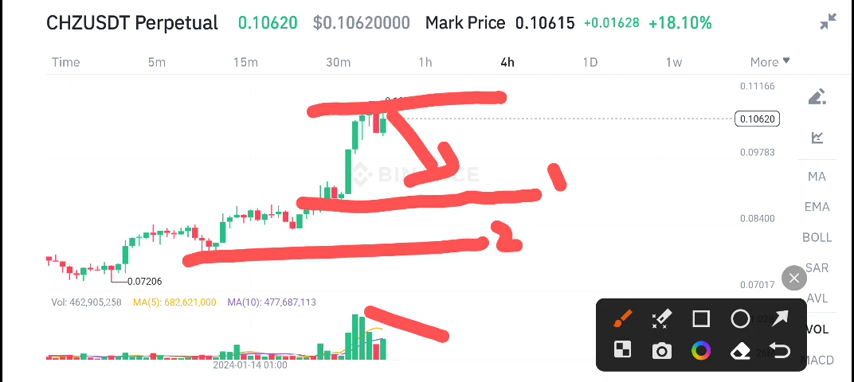 CHZUSDT Perpetual 0.10620 $0.10620000 Mark Price 0.10615 +0.01628 +18.10%
Time 5m 15m 30m 1h 4h 1D 1w More
0.11166
0.10620
0.09783
BINANCE
MA
1
EMA
0.08400
2
BOLL
SAR
0.07206
0.07017
AVL
Vol: 462,905,258 MA(5): 682,621,000 MA(10): 477,687,113
VOL
MACD
2024-01-14 01:00